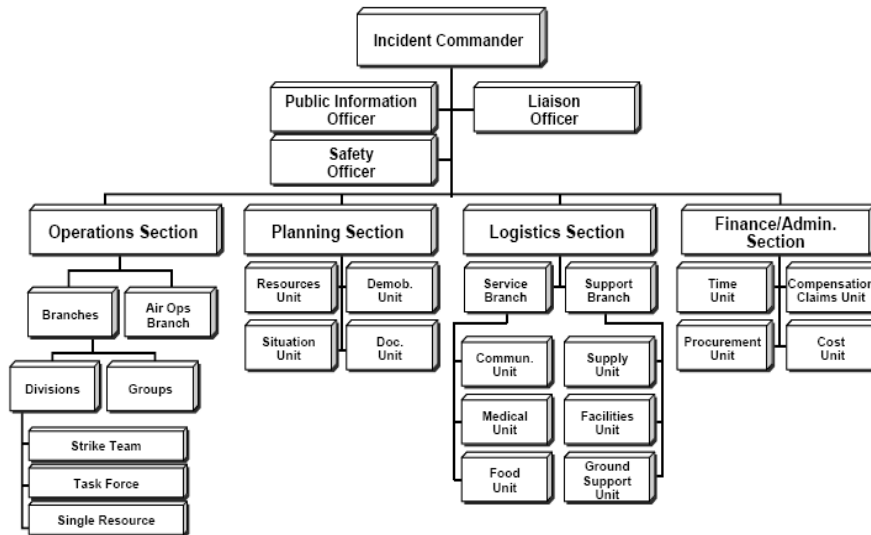 Incident Commander
Public Information
Officer
Liaison
Officer
Safety
Officer
Operations Section
Planning Section
Logistics Section
Finance/Admin.
Section
Branches
Air Ops
Branch
Divisions
Groups
Strike Team
Task Force
Single Resource
Resources
Unit
Demob.
Unit
Situation
Unit
Doc.
Unit
Service
Branch
Support
Branch
Commun.
Unit
Supply
Unit
Medical
Unit
Facilities
Unit
Food
Unit
Ground
Support
Unit
Time
Unit
Compensation
Claims Unit
Procurement
Unit
Cost
Unit